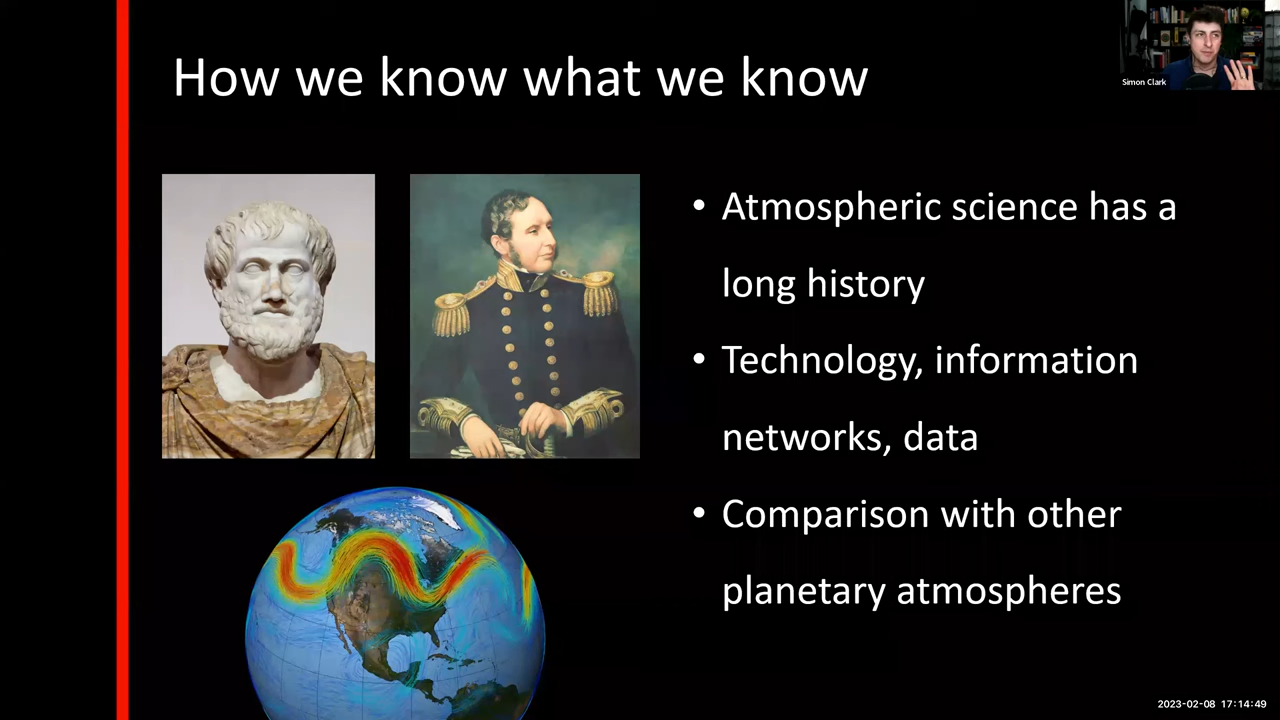 How we know what we know
Simon Clark
• Atmospheric science has a
long history
• Technology, information
networks, data
• Comparison with other
planetary atmospheres
2023-02-08 17:14:49